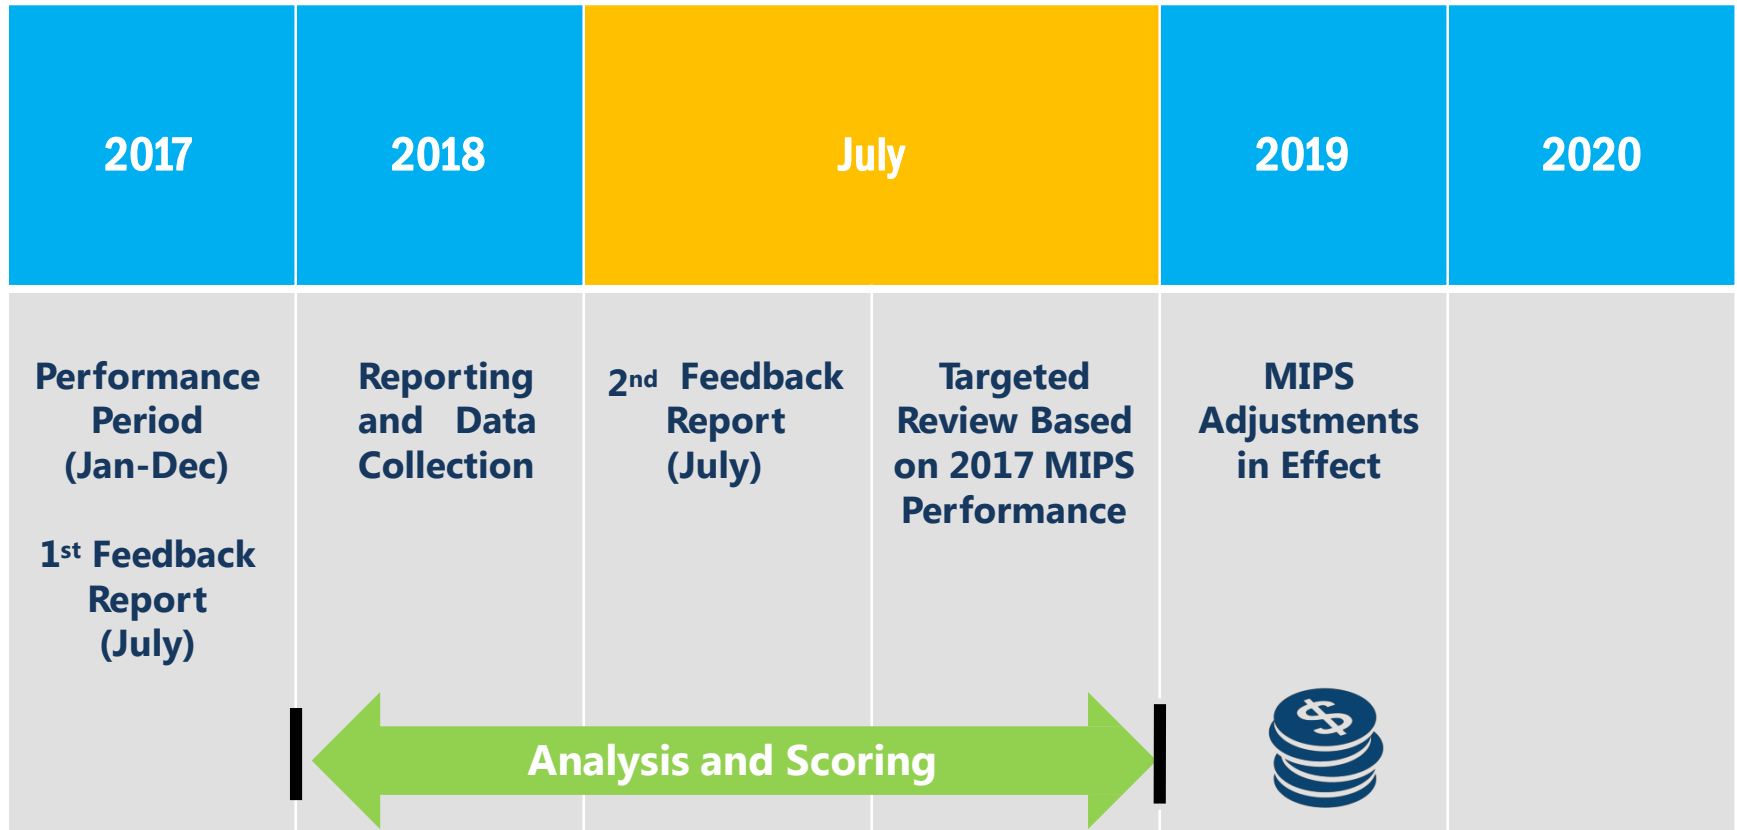 2017
2018
July
2019
2020
Performance
Period
(Jan-Dec)
1st Feedback
Report
(July)
Reporting
and Data
Collection
2nd Feedback
Report
(July)
Targeted
Review Based
on 2017 MIPS
Performance
MIPS
Adjustments
in Effect
Analysis and Scoring
$